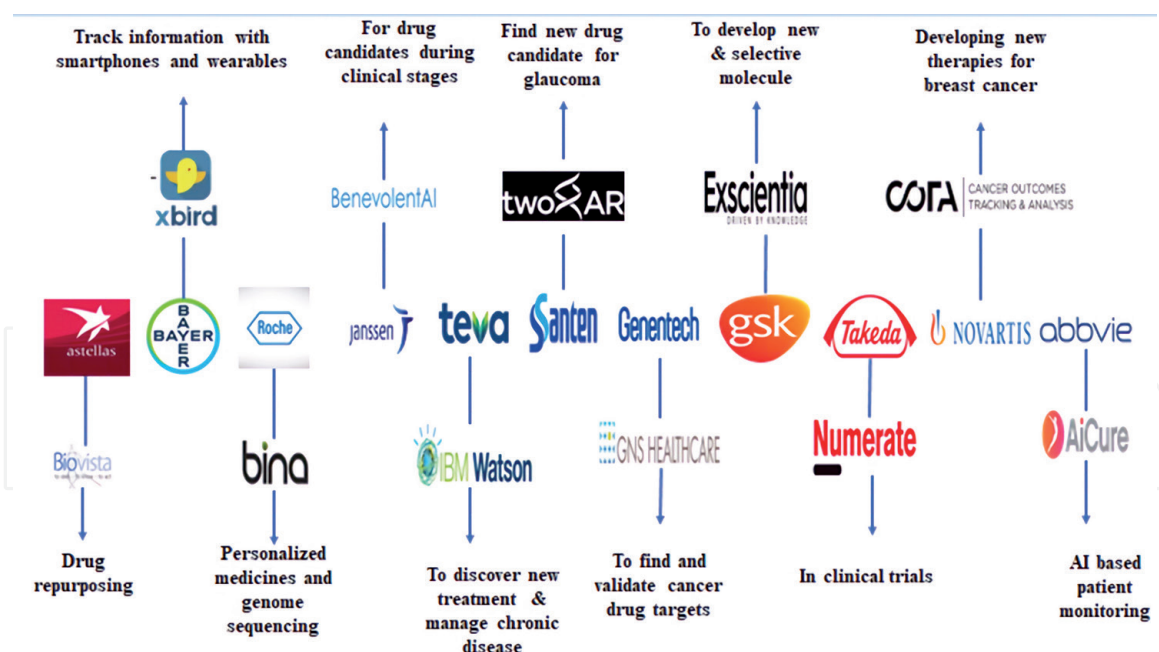 Track information with
smartphones and wearables
For drug
candidates during
clinical stages
Find new drug
candidate for
glaucoma
To develop new
& selective
molecule
Developing new
therapies for
breast cancer
xbird
BenevolentAI
twoXAR
Exscientia
DRIVEN BY KNOWLEDGE
COTA
CANCER OUTCOMES
TRACKING & ANALYSIS
astellas
BAYER
BAYER
Roche
janssen
teva
Santen
Genentech
gsk
Takeda
NOVARTIS
abbvie
Biovista
bina
IBM Watson
GNS HEALTHCARE
Numerate
AiCure
Drug
repurposing
Personalized
medicines and
genome
sequencing
To discover new
treatment &
manage chronic
disease
To find and
validate cancer
drug targets
In clinical trials
AI based
patient
monitoring